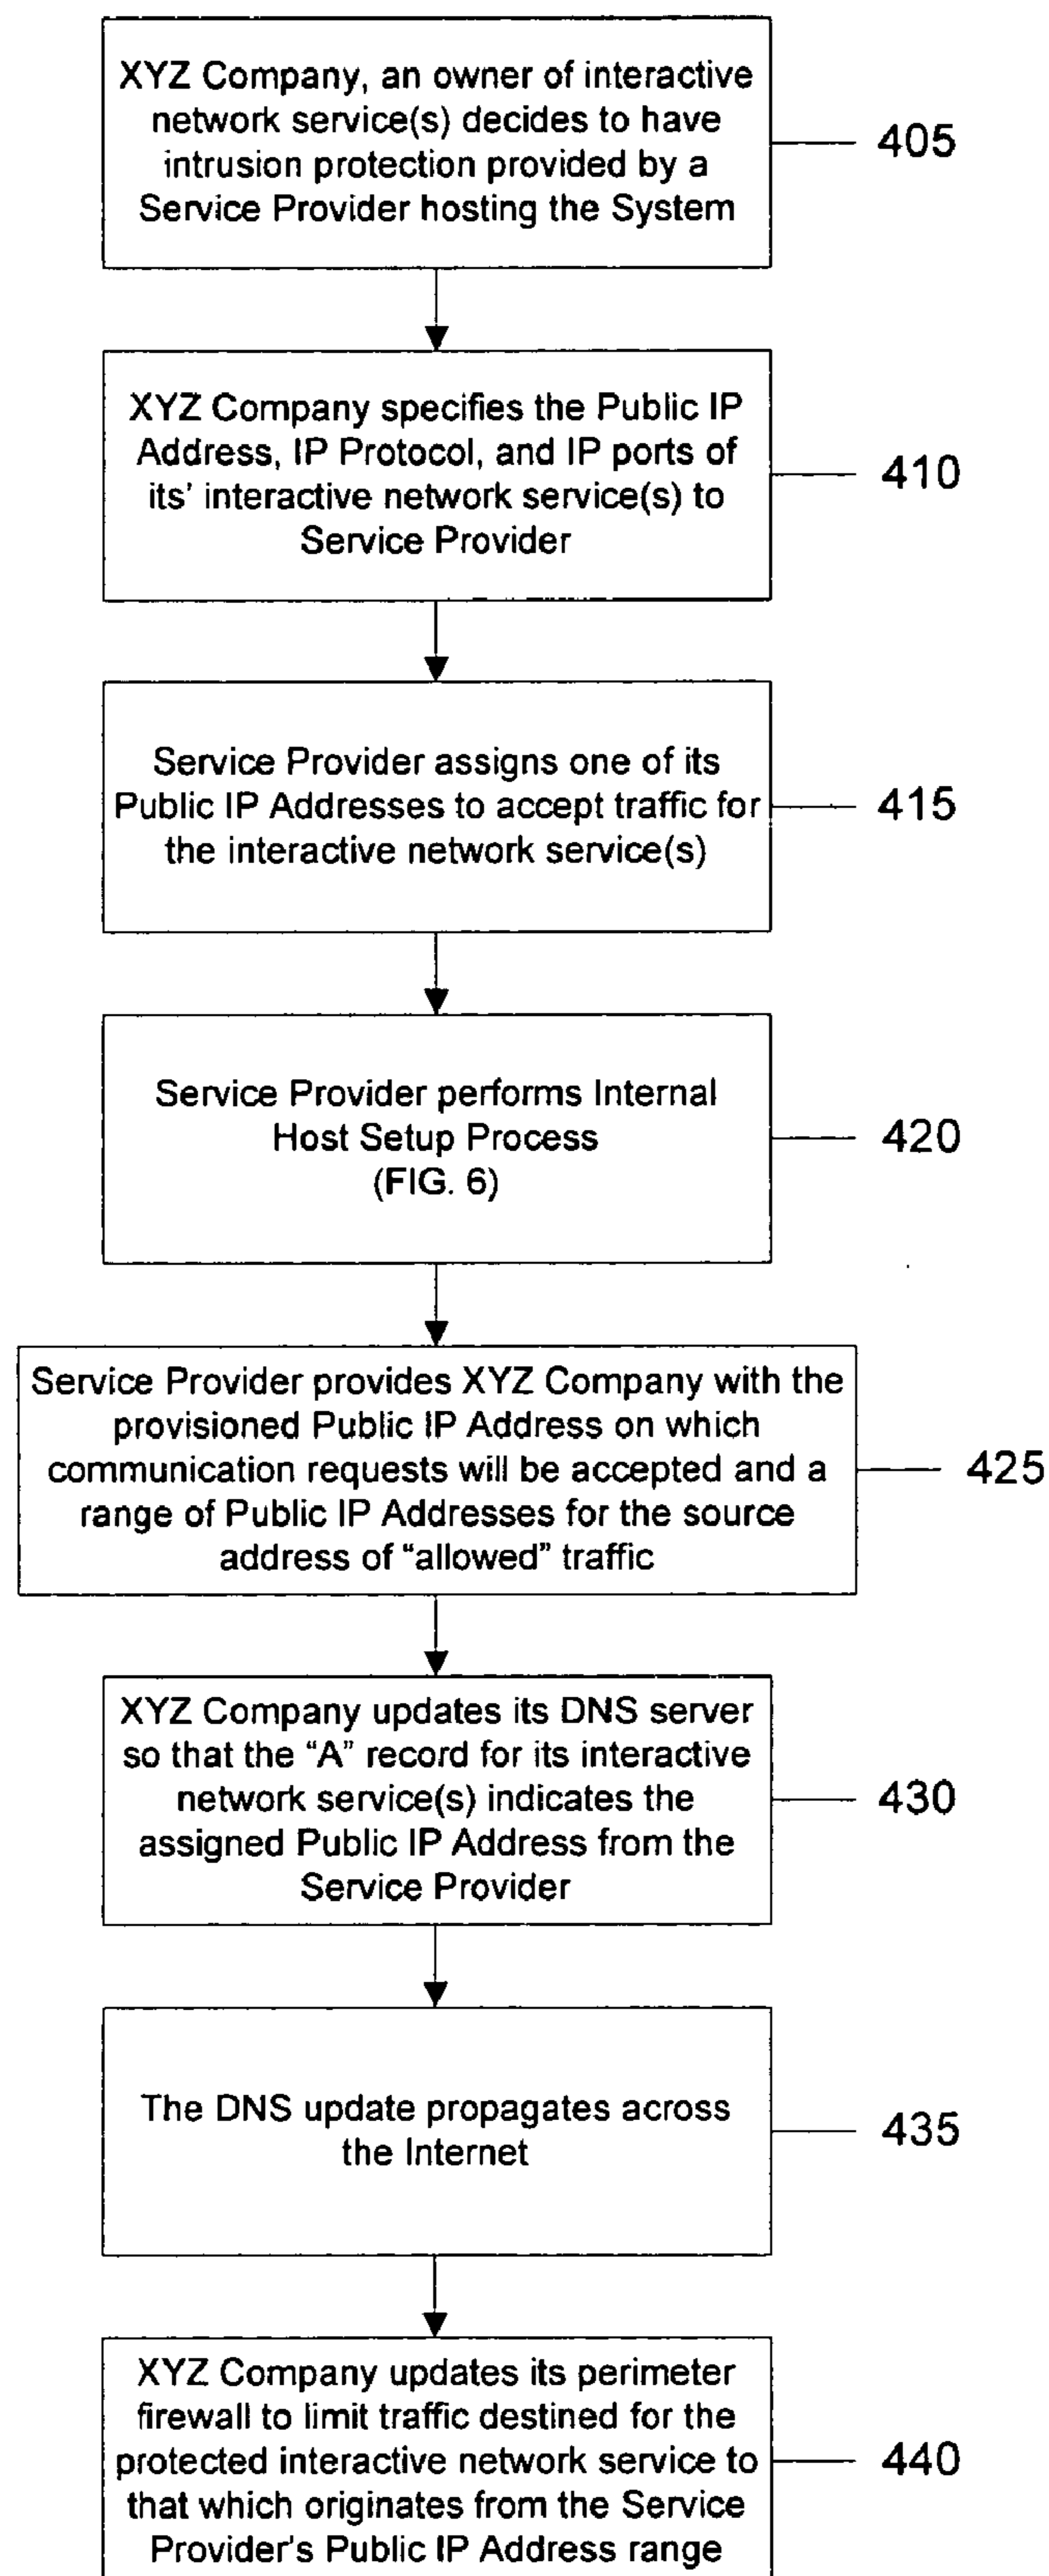 XYZ Company, an owner of interactive
network service(s) decides to have
intrusion protection provided by a
Service Provider hosting the System
405
XYZ Company specifies the Public IP
Address, IP Protocol, and IP ports of
its' interactive network service(s) to
Service Provider
410
Service Provider assigns one of its
Public IP Addresses to accept traffic for
the interactive network service(s)
415
Service Provider performs Internal
Host Setup Process
(FIG. 6)
420
Service Provider provides XYZ Company with the
provisioned Public IP Address on which
communication requests will be accepted and a
range of Public IP Addresses for the source
address of “allowed” traffic
425
XYZ Company updates its DNS server
so that the “A” record for its interactive
network service(s) indicates the
assigned Public IP Address from the
Service Provider
430
The DNS update propagates across
the Internet
435
XYZ Company updates its perimeter
firewall to limit traffic destined for the
protected interactive network service to
that which originates from the Service
Provider's Public IP Address range
440